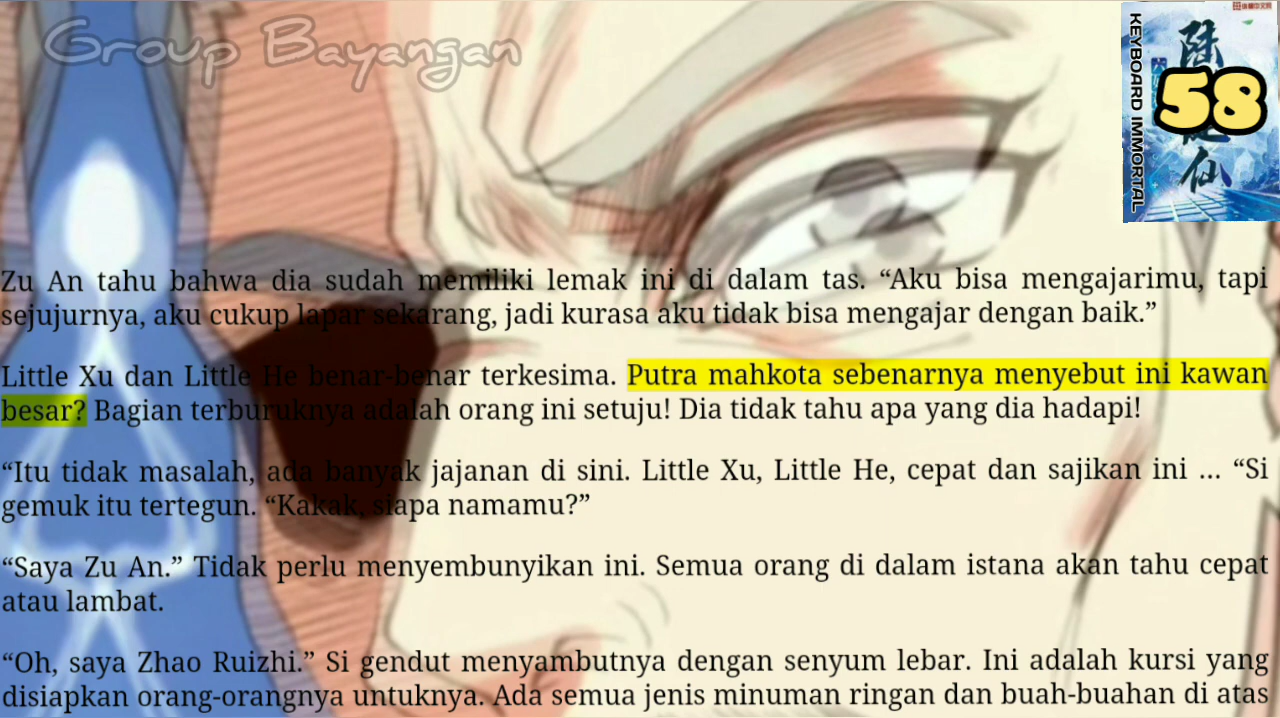 Group Bayangan
KEYBOARD IMMORTAL
陆
仙
58
Zu An tahu bahwa dia sudah memiliki lemak ini di dalam tas. “Aku bisa mengajarimu, tapi
sejujurnya, aku cukup lapar sekarang, jadi kurasa aku tidak bisa mengajar dengan baik.”
Little Xu dan Little He benar-benar terkesima. Putra mahkota sebenarnya menyebut ini kawan
besar? Bagian terburuknya adalah orang ini setuju! Dia tidak tahu apa yang dia hadapi!
“Itu tidak masalah, ada banyak jajanan di sini. Little Xu, Little He, cepat dan sajikan ini ... “Si
gemuk itu tertegun. “Kakak, siapa namamu?”
“Saya Zu An.” Tidak perlu menyembunyikan ini. Semua orang di dalam istana akan tahu cepat
atau lambat.
“Oh, saya Zhao Ruizhi.” Si gendut menyambutnya dengan senyum lebar. Ini adalah kursi yang
disiapkan orang-orangnya untuknya. Ada semua jenis minuman ringan dan buah-buahan di atas